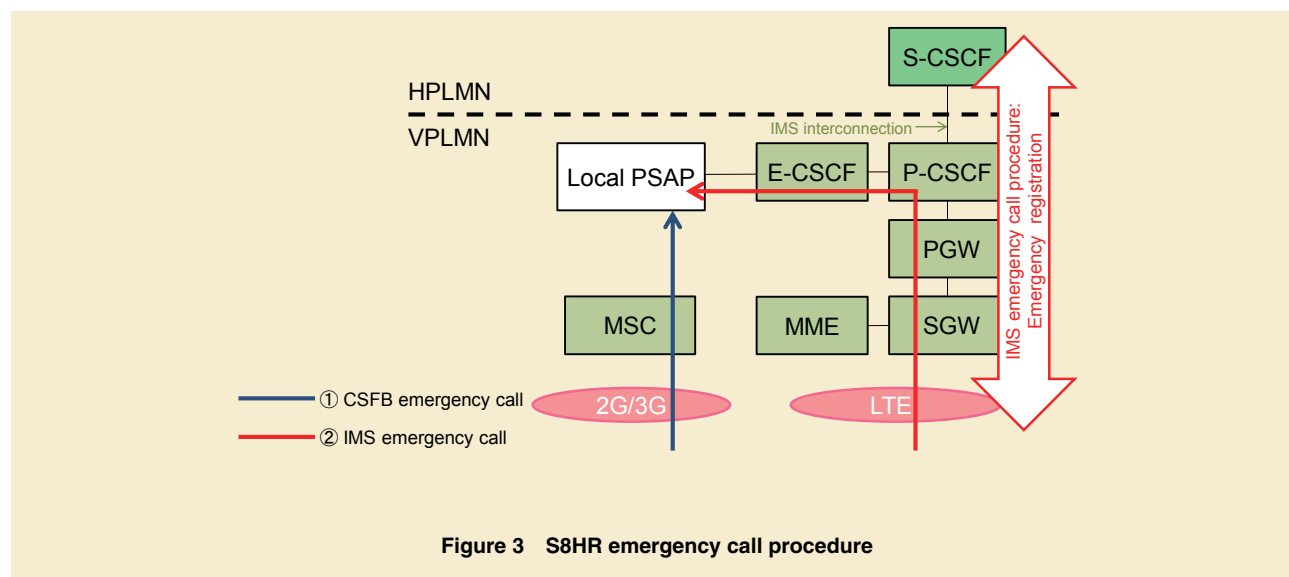 S-CSCF
HPLMN
VPLMN
IMS interconnection
Local PSAP
E-CSCF
P-CSCF
PGW
MSC
MME
SGW
IMS emergency call procedure:
Emergency registration
① CSFB emergency call
2G/3G
LTE
② IMS emergency call
Figure 3 S8HR emergency call procedure